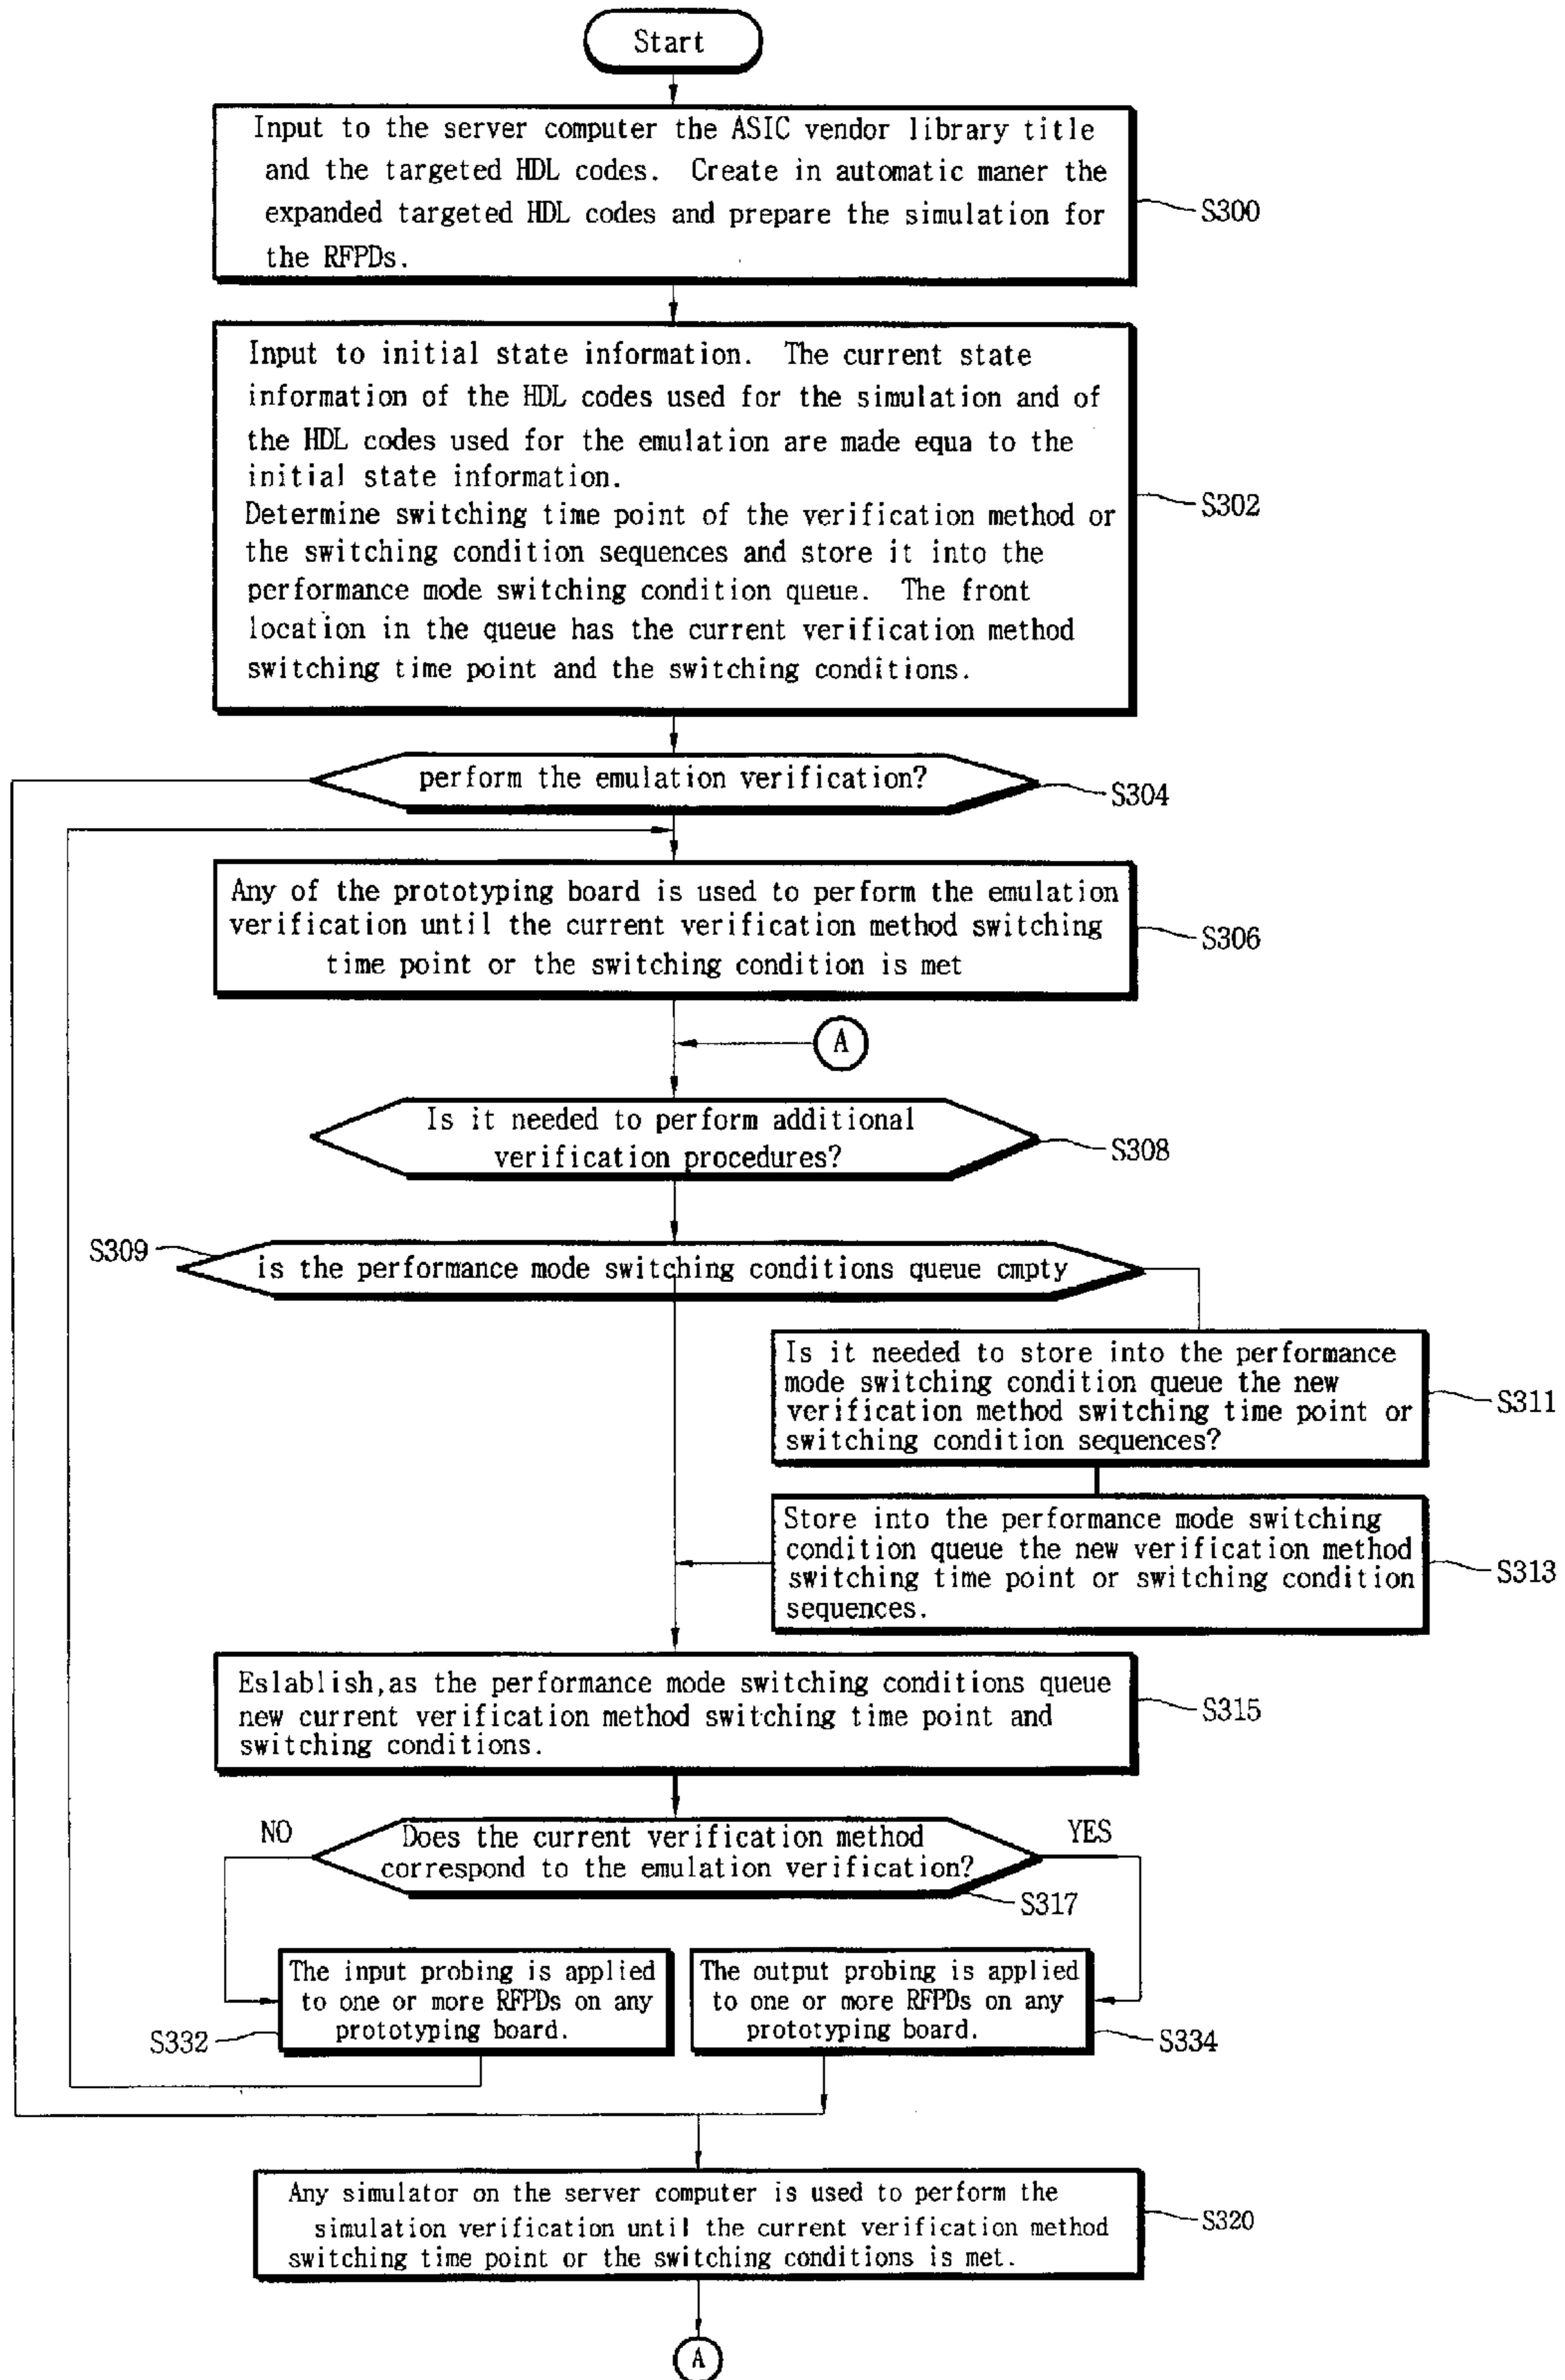 Start
Input to the server computer the ASIC vendor library title
and the targeted HDL codes. Create in automatic maner the
expanded targeted HDL codes and prepare the simulation for
the RFPDs.
S300
Input to initial state information. The current state
information of the HDL codes used for the simulation and of
the HDL codes used for the emulation are made equa to the
initial state information.
Determine switching time point of the verification method or
the switching condition sequences and store it into the
performance mode switching condition queue. The front
location in the queue has the current verification method
switching time point and the switching conditions.
S302
perform the emulation verification?
S304
Any of the prototyping board is used to perform the emulation
verification until the current verification method switching
time point or the switching condition is met
S306
A
Is it needed to perform additional
verification procedures?
S308
S309
is the performance mode switching conditions queue cmpty
Is it needed to store into the performance
mode switching condition queue the new
verification method switching time point or
switching condition sequences?
S311
Store into the performance mode switching
condition queue the new verification method
switching time point or switching condition
sequences.
S313
Eslablish,as the performance mode switching conditions queue
new current verification method switching time point and
switching conditions.
S315
NO
Does the current verification method
correspond to the emulation verification?
YES
S317
The input probing is applied
to one or more RFPDs on any
prototyping board.
S332
The output probing is applied
to one or more RFPDs on any
prototyping board.
S334
Any simulator on the server computer is used to perform the
simulation verification until the current verification method
switching time point or the switching conditions is met.
S320
A